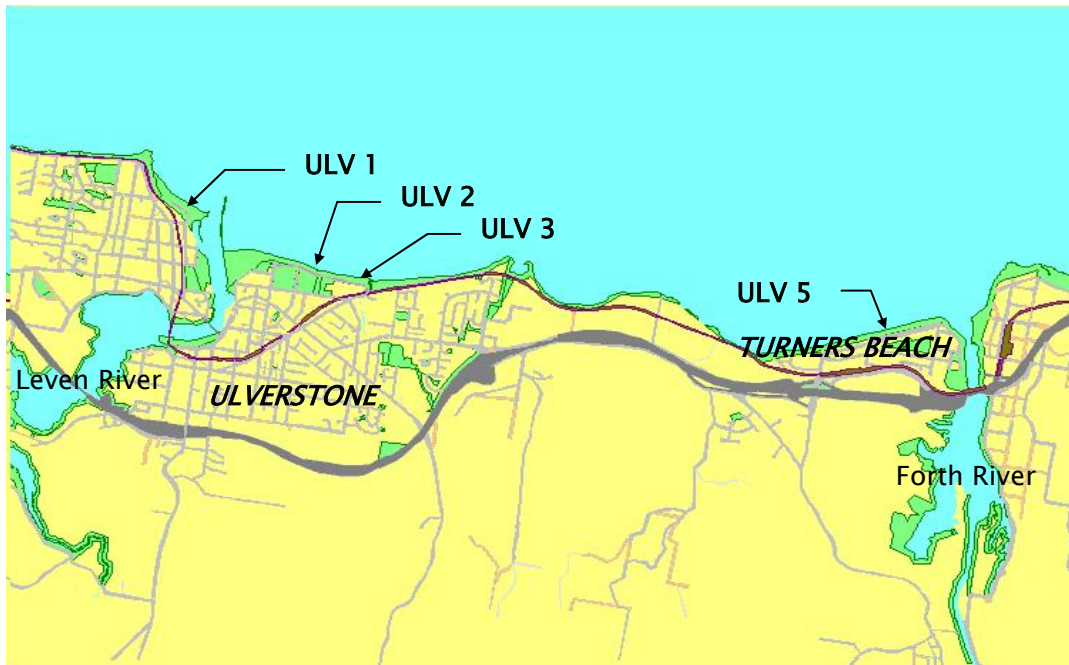 ULV 1
ULV 2
ULV 3
ULV 5
TURNERS BEACH
Leven River
ULVERSTONE
Forth River